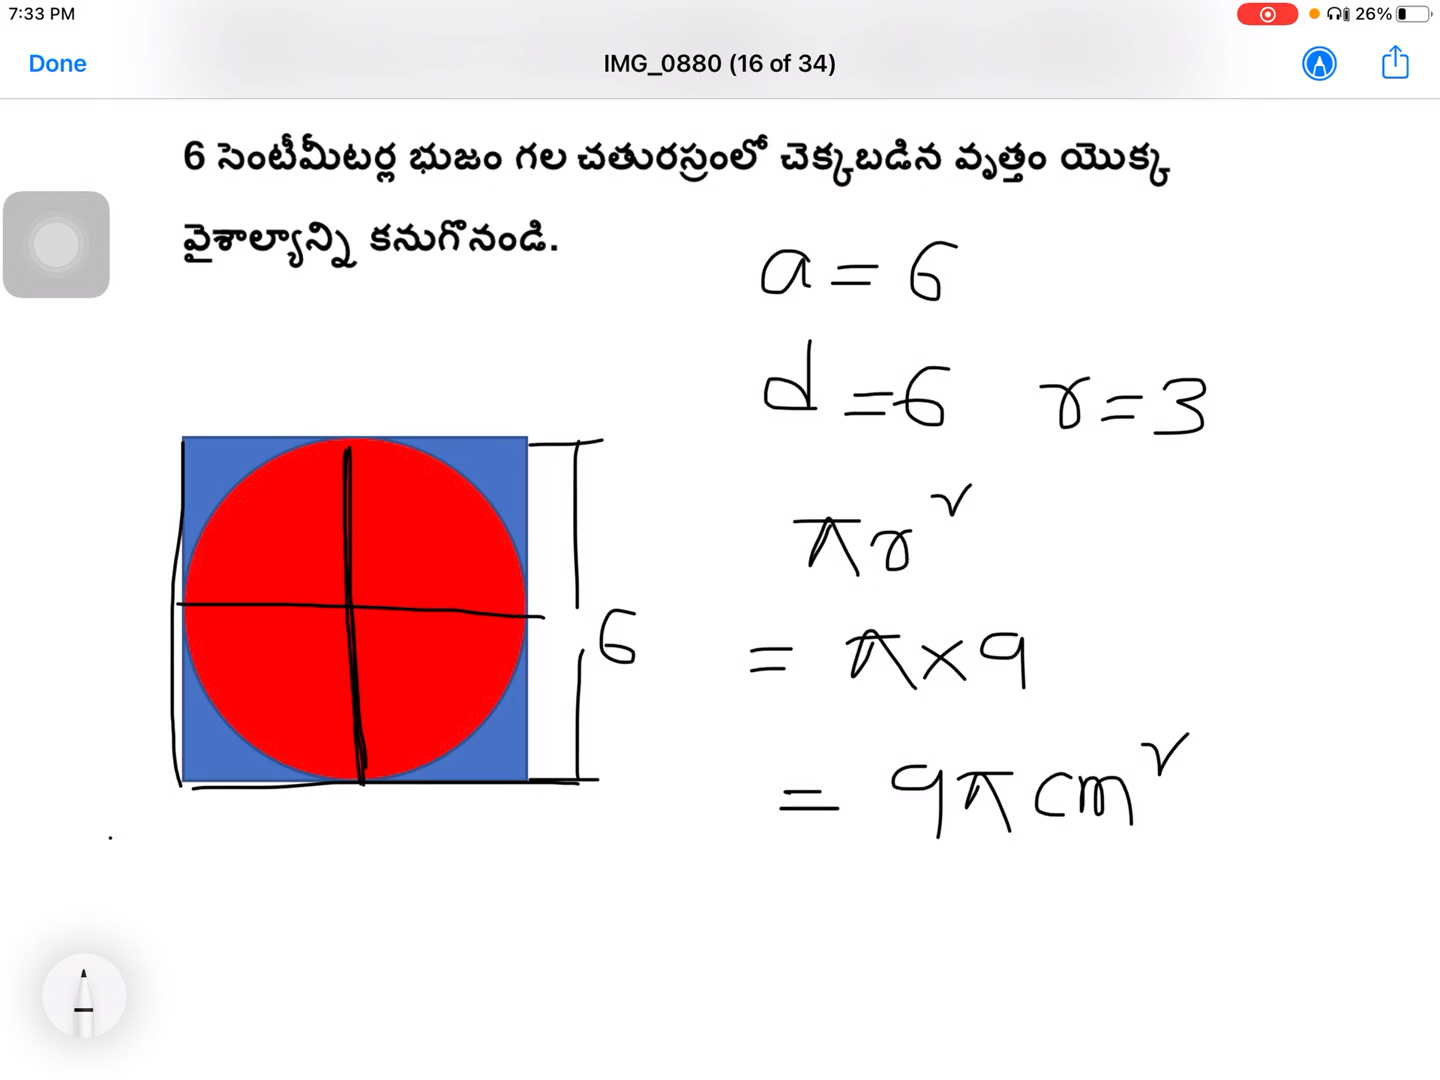 7:33 PM
26%
Done
IMG_0880 (16 of 34)
6 సెంటీమీటర్ల భుజం గల చతురస్రంలో చెక్కబడిన వృత్తం యొక్క
వైశాల్యాన్ని కనుగొనండి.
a = 6
d = 6 r = 3
πr²
6
= π × 9
= 9π cm²